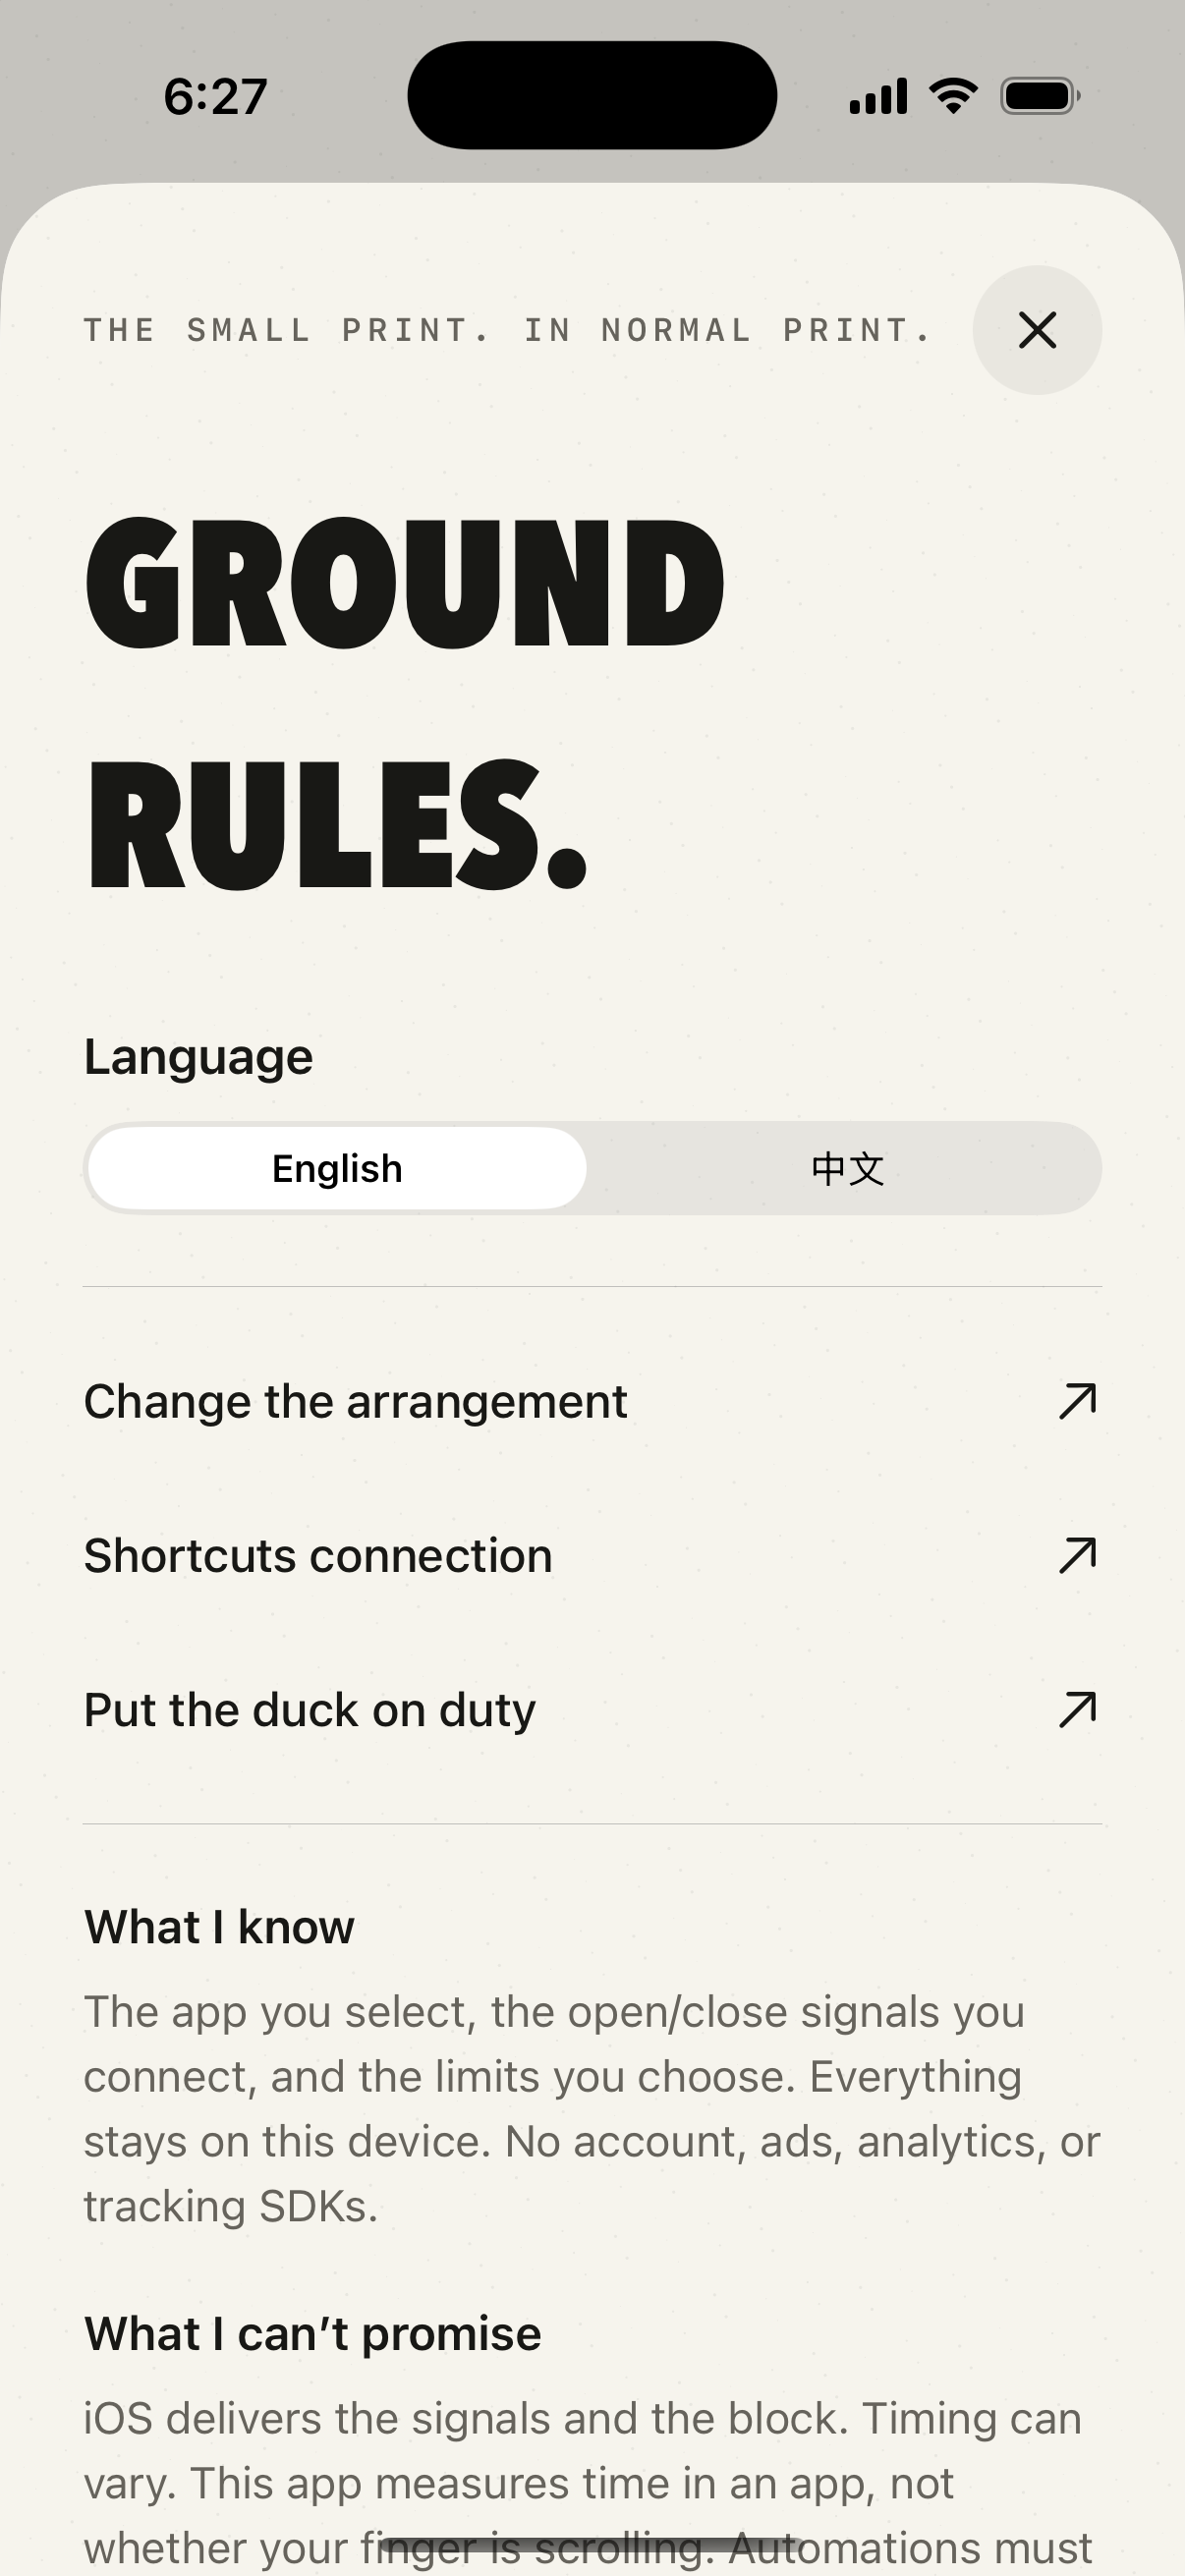 6:27
THE SMALL PRINT. IN NORMAL PRINT.
GROUND
RULES.
Language
English
中文
Change the arrangement
Shortcuts connection
Put the duck on duty
What I know
The app you select, the open/close signals you
connect, and the limits you choose. Everything
stays on this device. No account, ads, analytics, or
tracking SDKs.
What I can’t promise
iOS delivers the signals and the block. Timing can
vary. This app measures time in an app, not
whether your finger is scrolling. Automations must